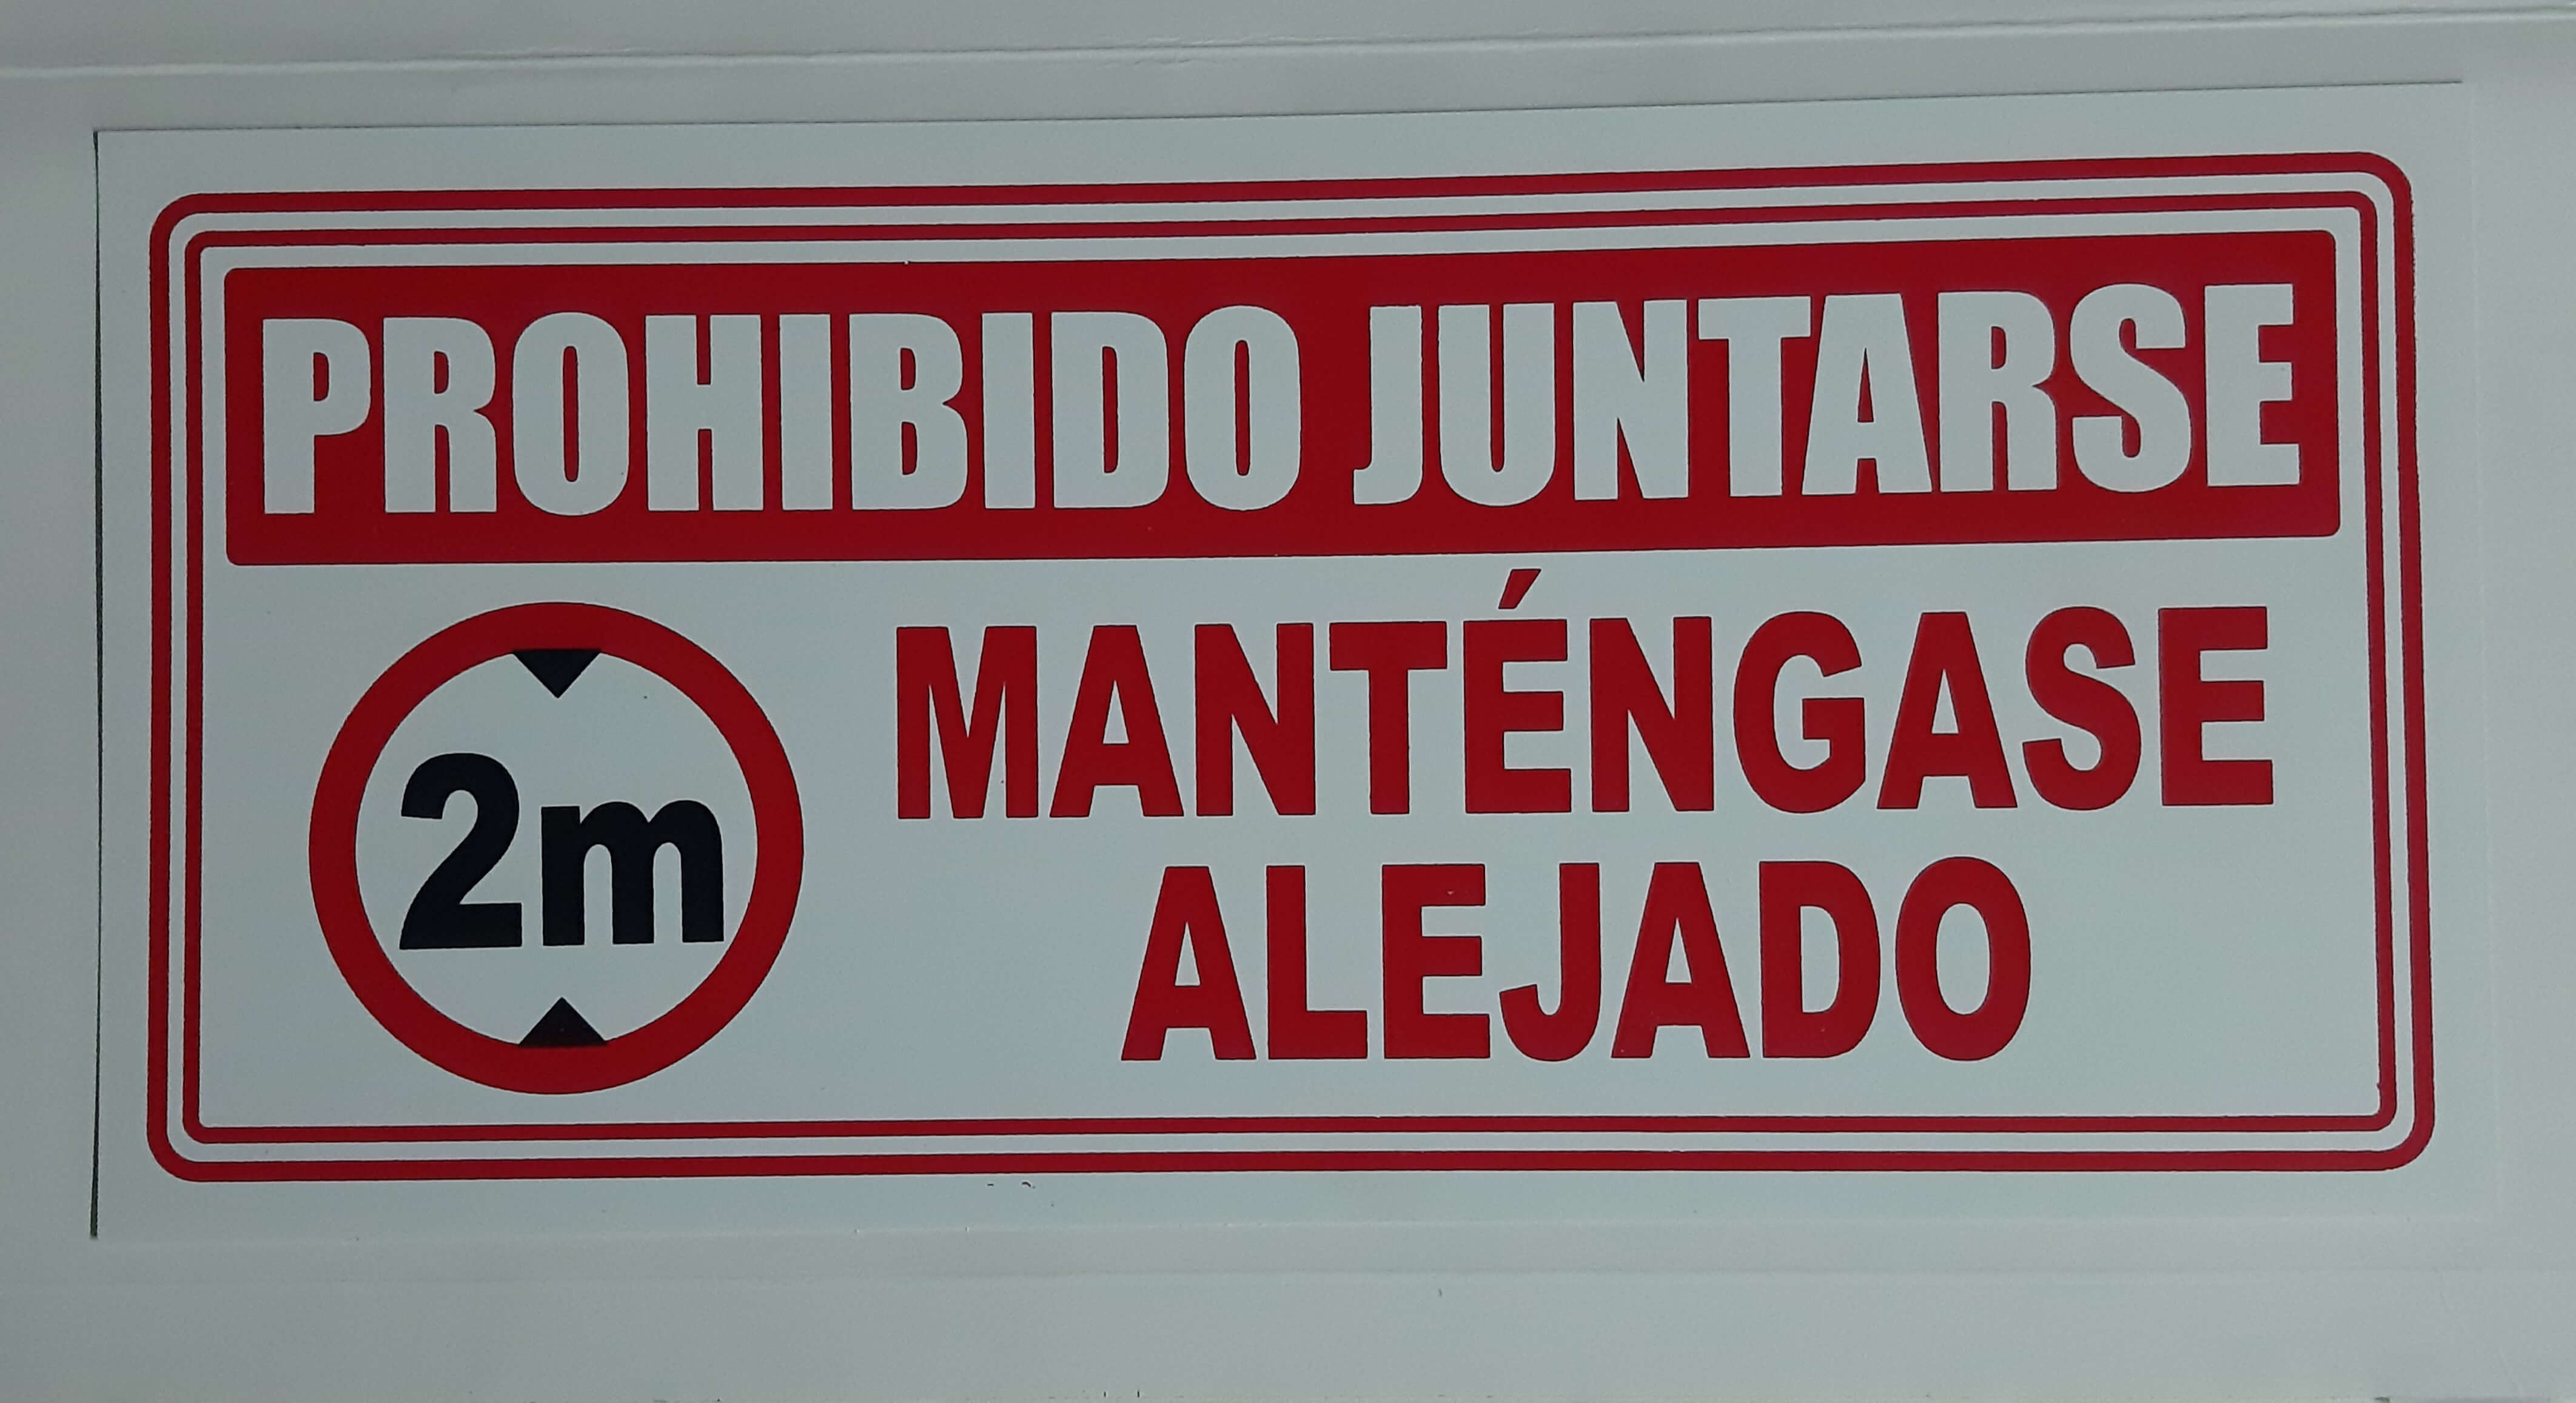 PROHIBIDO JUNTARSE
2m
MANTÉNGASE
ALEJADO